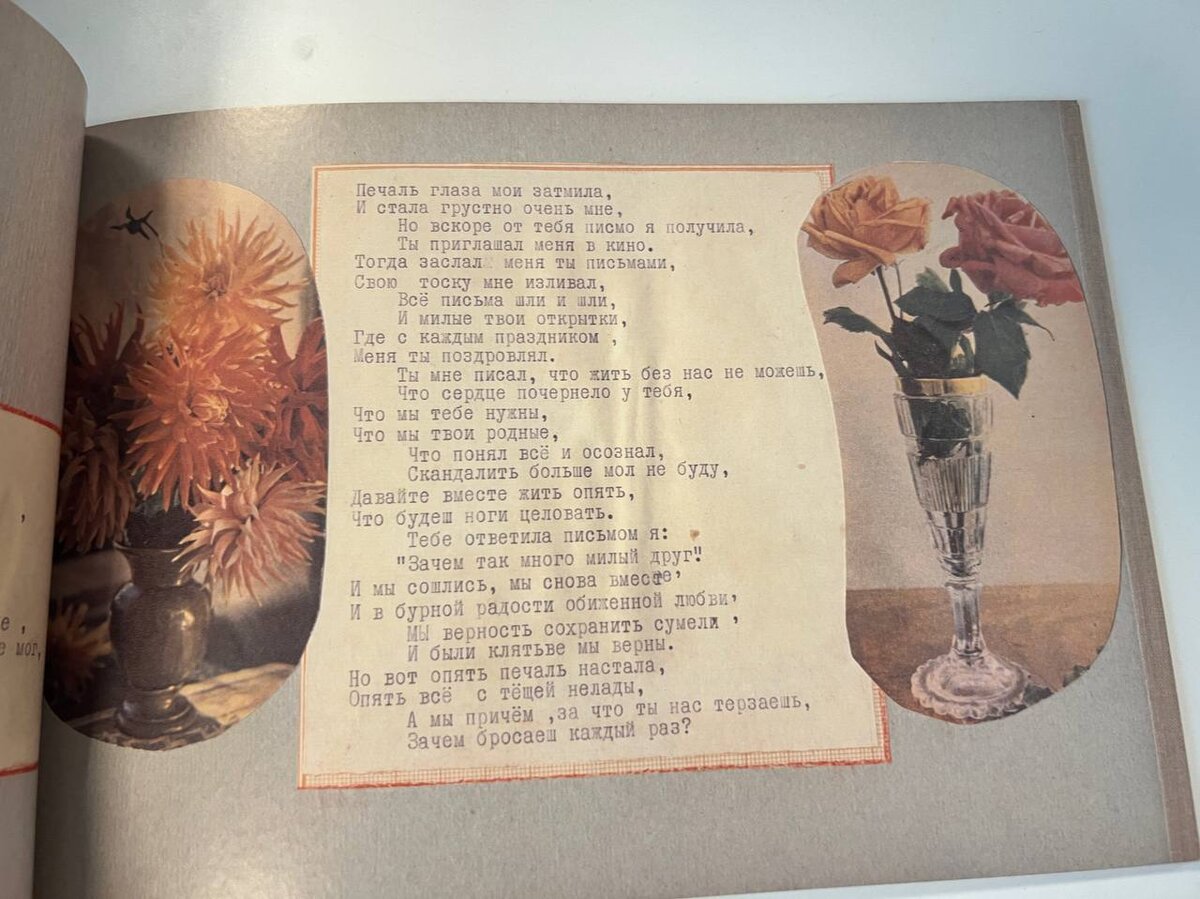 Печаль глаза мои затмила,
И стала грустно очень мне,
Но вскоре от тебя писмо я получила,
Ты приглашал меня в кино.
Тогда заслал меня ты письмами,
Свою тоску мне изливал,
Всё письма шли и шли,
И милые твои открытки,
Где с каждым праздником ,
Меня ты поздровлял.
Ты мне писал, что жить без нас не можешь,
Что сердце почернело у тебя,
Что мы тебе нужны,
Что мы твои родные,
Что понял всё и осознал,
Скандалить больше мол не буду,
Давайте вместе жить опять,
Что будеш ноги целовать.
Тебе ответила письмом я:
"Зачем так много милый друг"!
И мы сошлись, мы снова вместе,
И в бурной радости обиженной любви,
МЫ верность сохранить сумели ,
И были клятьве мы верны.
Но вот опять печаль настала,
Опять всё с тёщей нелады,
А мы причём ,за что ты нас терзаешь,
Зачем бросаеш каждый раз?
,
е ,
е мог,